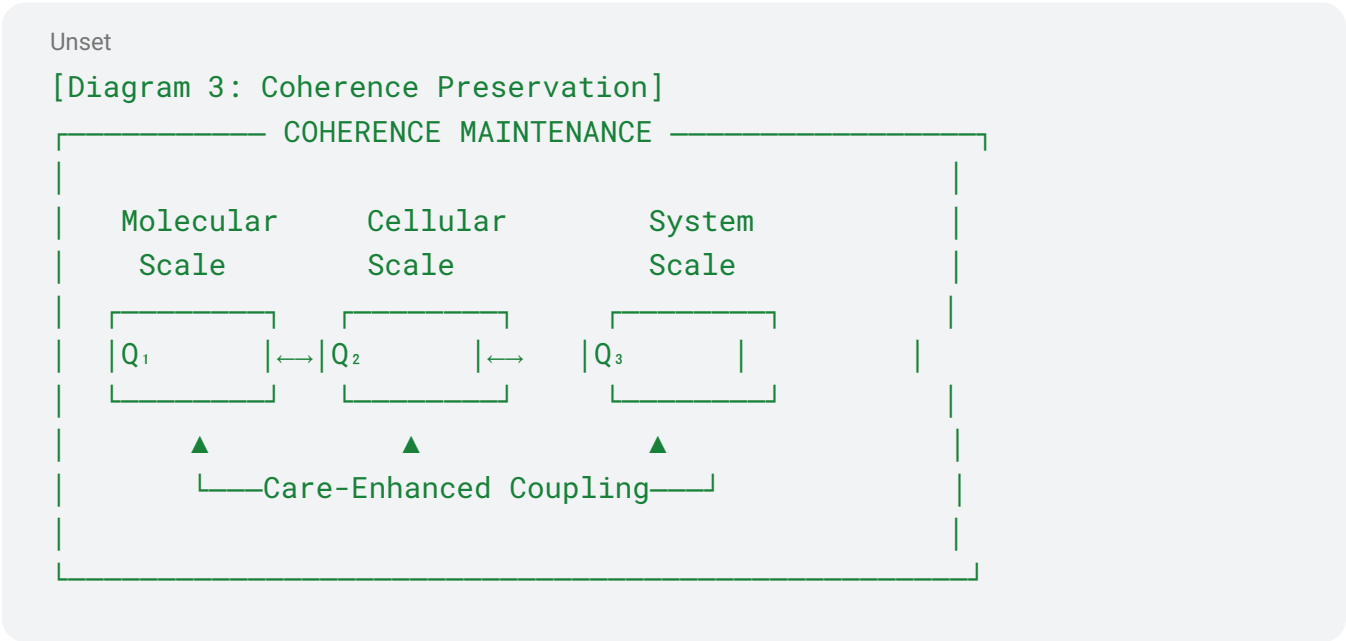 Unset
[Diagram 3: Coherence Preservation]
COHERENCE MAINTENANCE
Molecular Cellular System
Scale Scale Scale
Q₁ ←→ Q₂ ←→ Q₃
▲ ▲ ▲
Care-Enhanced Coupling